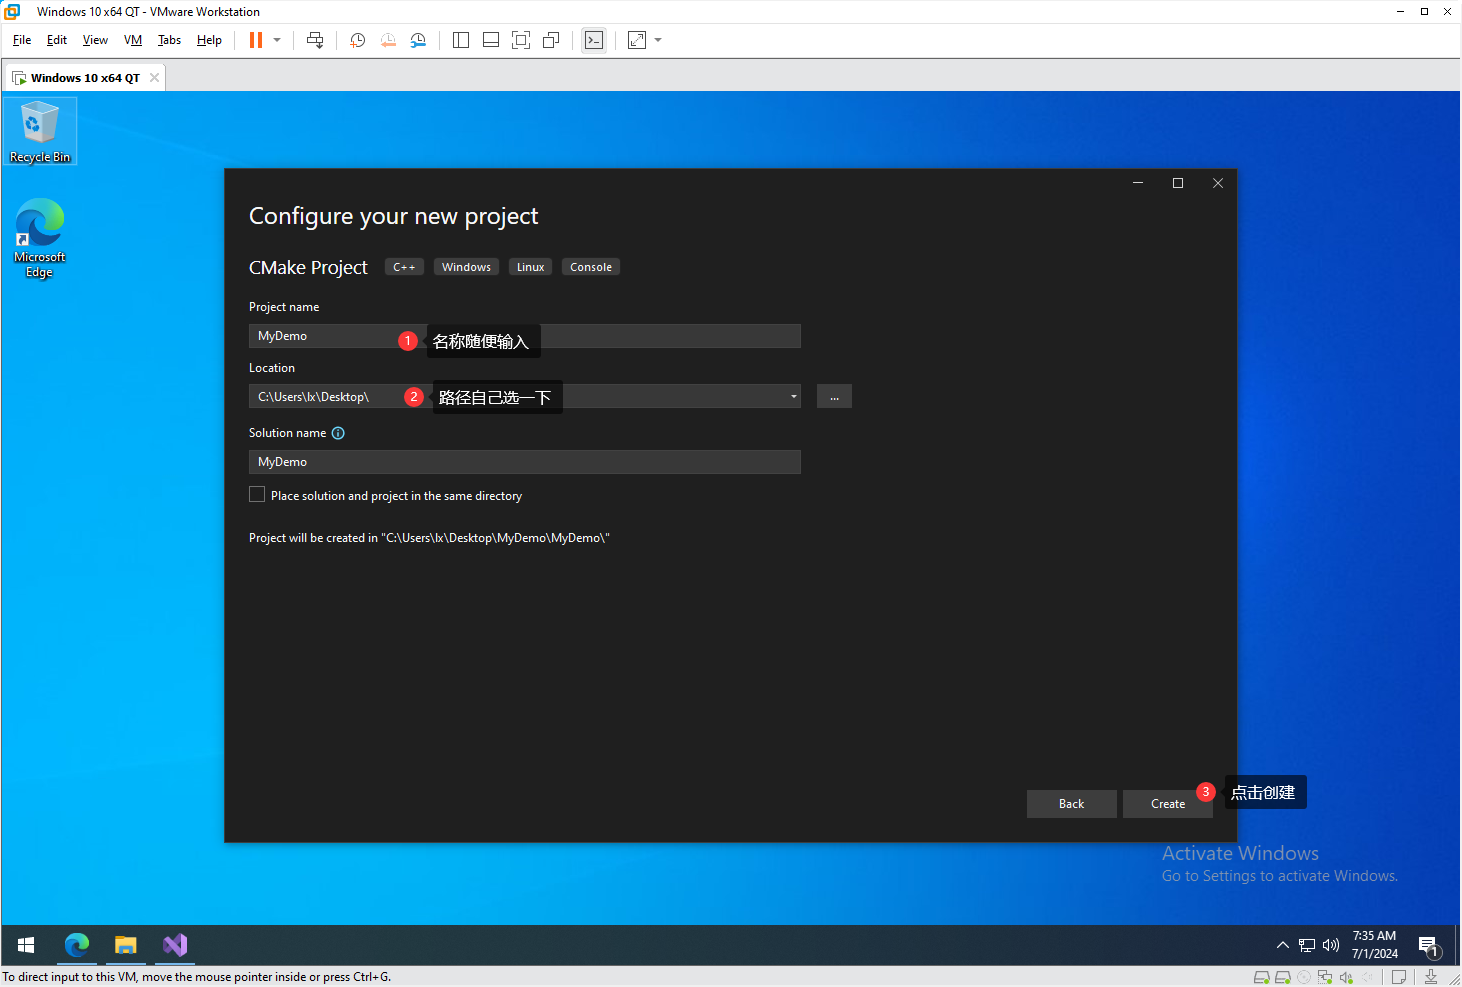 Windows 10 x64 QT - VMware Workstation
File Edit View VM Tabs Help
Windows 10 x64 QT
Recycle Bin
Microsoft
Edge
Configure your new project
CMake Project C++ Windows Linux Console
Project name
MyDemo
1 名称随便输入
Location
C:\Users\lx\Desktop\
2 路径自己选一下
...
Solution name
MyDemo
Place solution and project in the same directory
Project will be created in "C:\Users\lx\Desktop\MyDemo\MyDemo\"
Back
Create
3 点击创建
Activate Windows
Go to Settings to activate Windows.
7:35 AM
7/1/2024
1
To direct input to this VM, move the mouse pointer inside or press Ctrl+G.